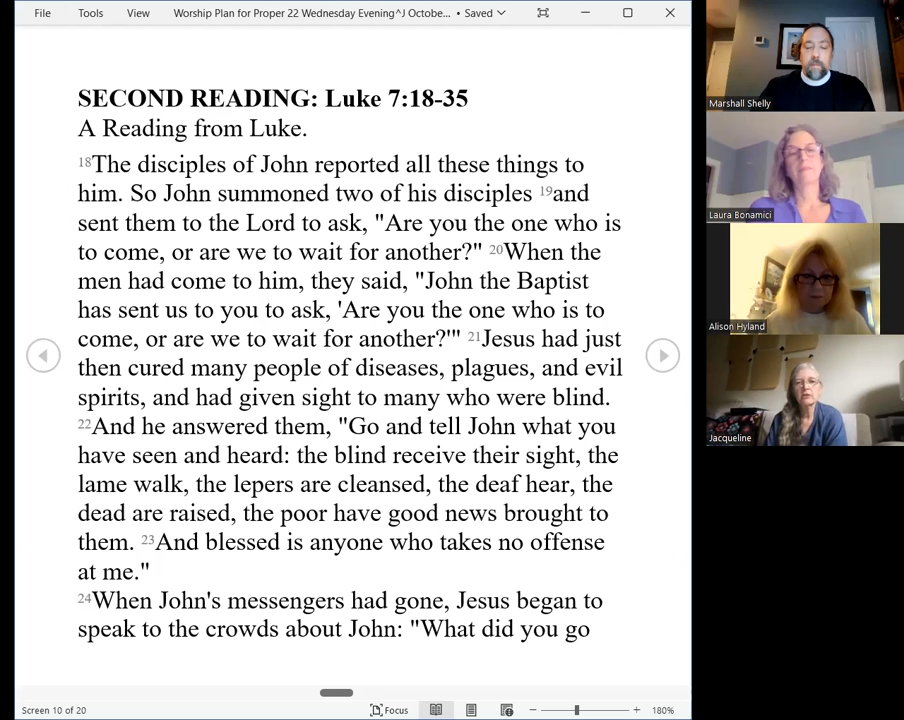 File Tools View Worship Plan for Proper 22 Wednesday Evening^J Octobe... • Saved
SECOND READING: Luke 7:18-35
A Reading from Luke.
18The disciples of John reported all these things to
him. So John summoned two of his disciples 19and
sent them to the Lord to ask, "Are you the one who is
to come, or are we to wait for another?" 20When the
men had come to him, they said, "John the Baptist
has sent us to you to ask, 'Are you the one who is to
come, or are we to wait for another?'" 21Jesus had just
then cured many people of diseases, plagues, and evil
spirits, and had given sight to many who were blind.
22And he answered them, "Go and tell John what you
have seen and heard: the blind receive their sight, the
lame walk, the lepers are cleansed, the deaf hear, the
dead are raised, the poor have good news brought to
them. 23And blessed is anyone who takes no offense
at me."
24When John's messengers had gone, Jesus began to
speak to the crowds about John: "What did you go
Screen 10 of 20 Focus 180%
Marshall Shelly
Laura Bonamici
Alison Hyland
Jacqueline